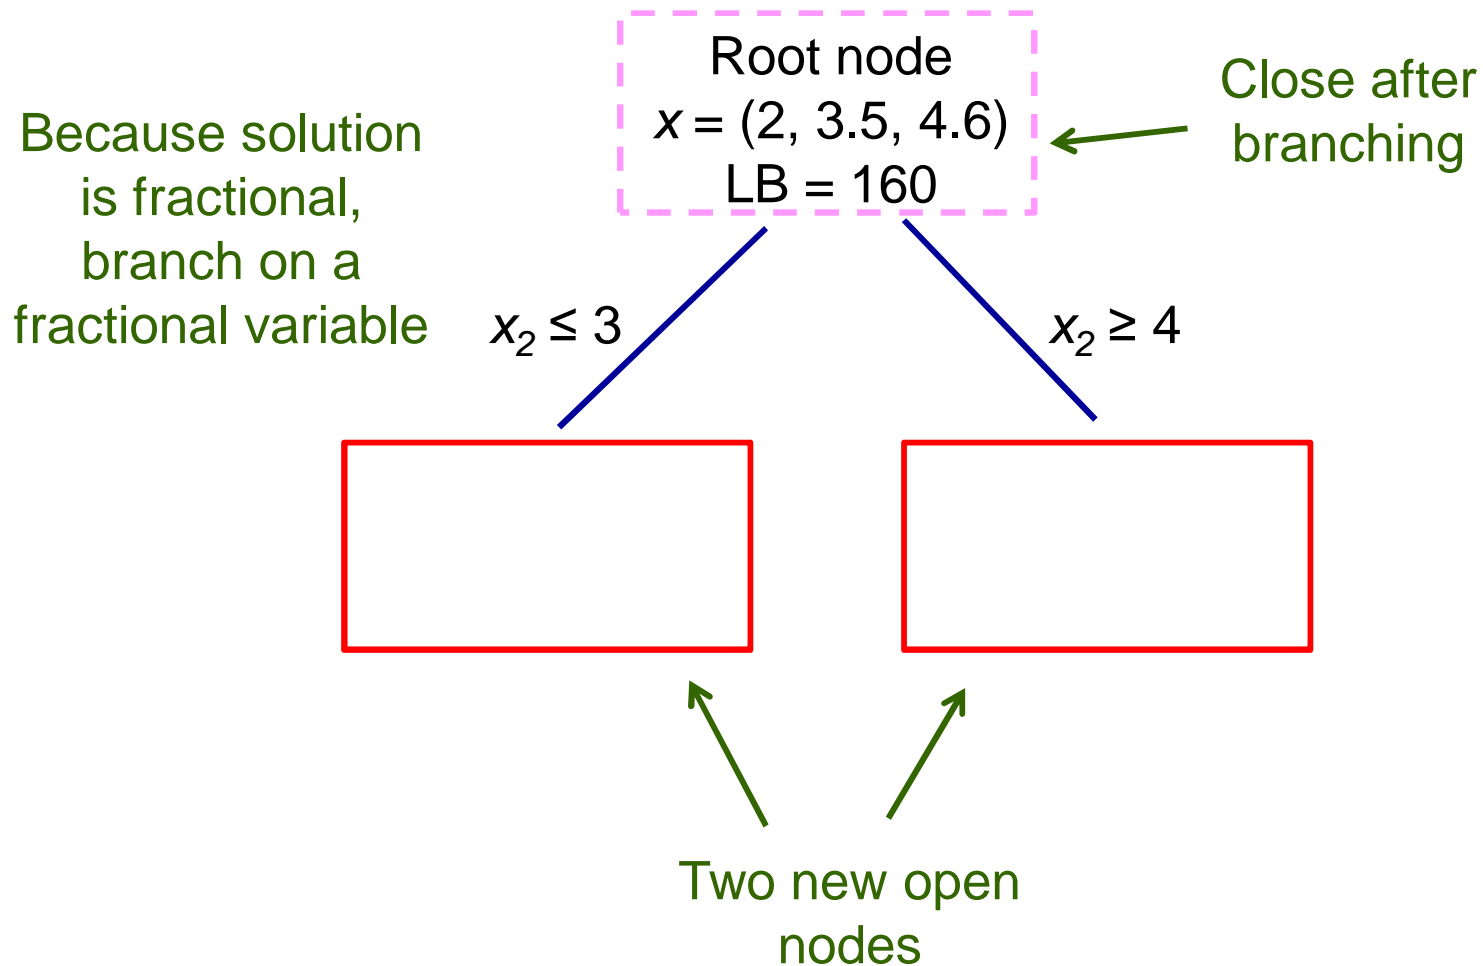 Root node
x = (2, 3.5, 4.6)
LB = 160
Close after
branching
Because solution
is fractional,
branch on a
fractional variable
x2 ≤ 3
x2 ≥ 4
Two new open
nodes